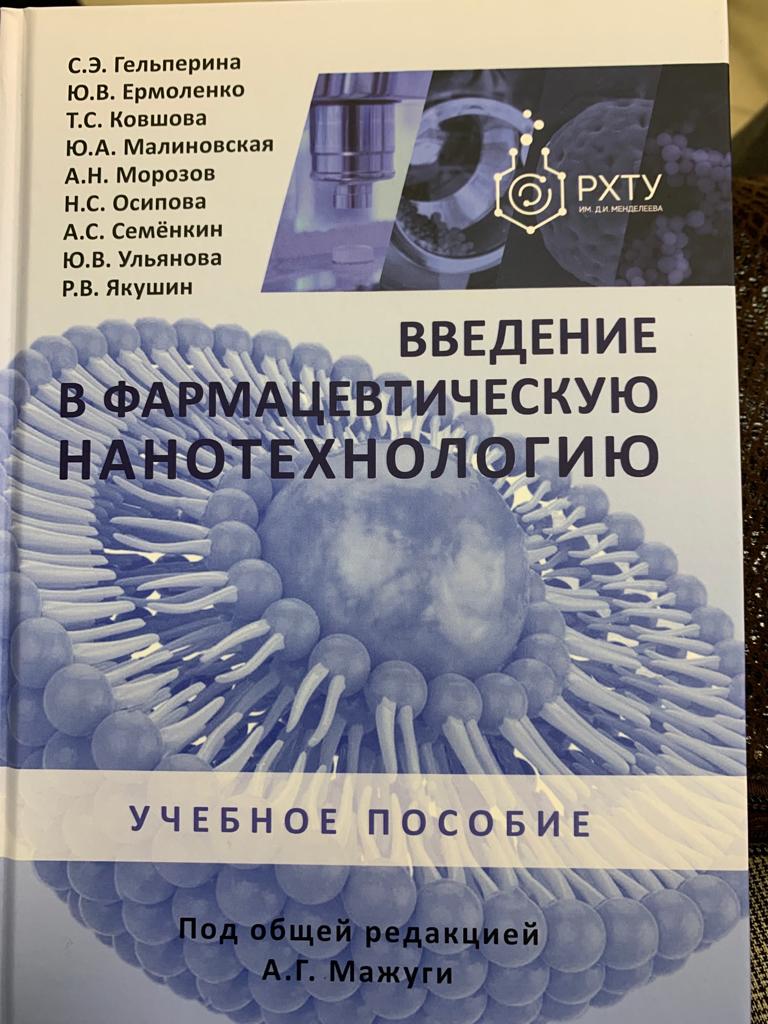 С.Э. Гельперина
Ю.В. Ермоленко
Т.С. Ковшова
Ю.А. Малиновская
А.Н. Морозов
Н.С. Осипова
А.С. Семёнкин
Ю.В. Ульянова
Р.В. Якушин
РХТУ
ИМ. Д.И. МЕНДЕЛЕЕВА
ВВЕДЕНИЕ
В ФАРМАЦЕВТИЧЕСКУЮ
НАНОТЕХНОЛОГИЮ
УЧЕБНОЕ ПОСОБИЕ
Под общей редакцией
А.Г. Мажуги